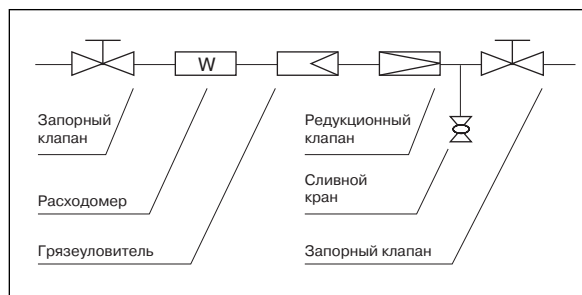 W
Запорный
клапан
Расходомер
Грязеуловитель
Редукционный
клапан
Сливной
кран
Запорный клапан